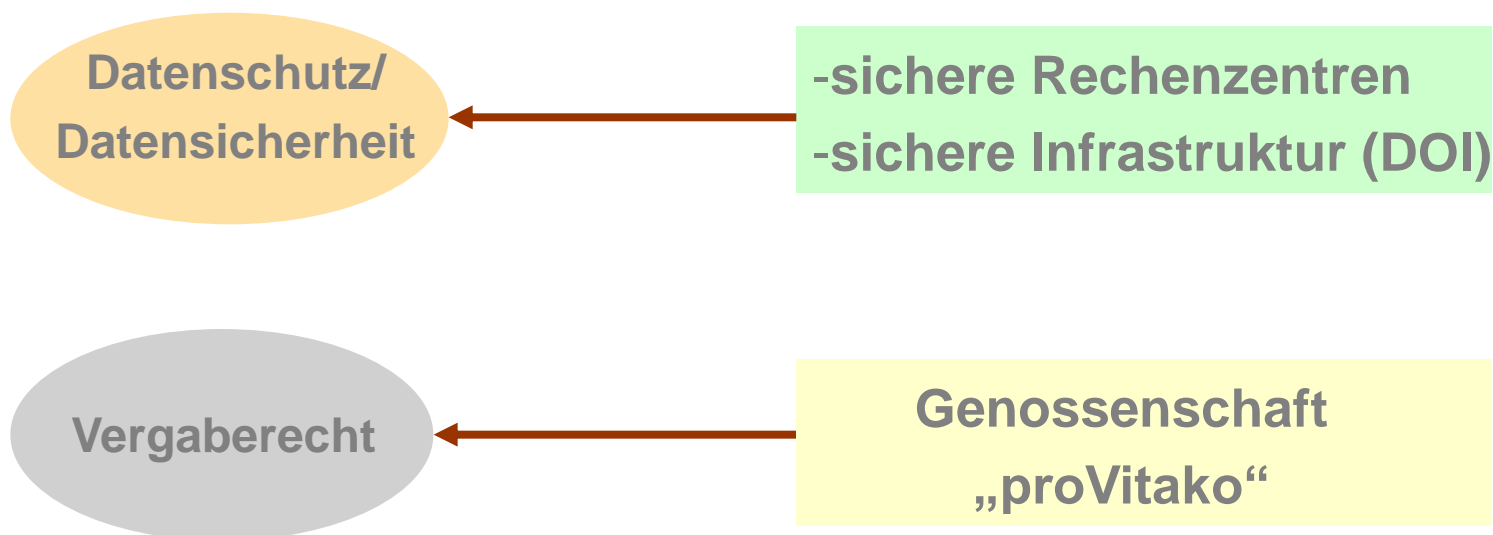 Datenschutz/
Datensicherheit
-sichere Rechenzentren
-sichere Infrastruktur (DOI)
Vergaberecht
Genossenschaft
„proVitako“